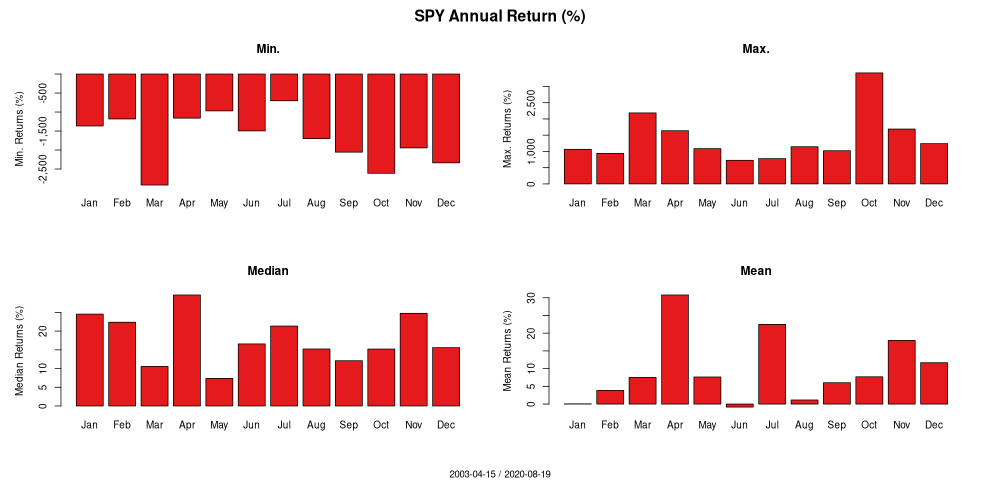 SPY Annual Return (%)
Min.
Min. Returns (%)
-500
-1,500
-2,500
Jan Feb Mar Apr May Jun Jul Aug Sep Oct Nov Dec
Max.
Max. Returns (%)
2,500
1,000
0
Jan Feb Mar Apr May Jun Jul Aug Sep Oct Nov Dec
Median
Median Returns (%)
20
10
5
0
Jan Feb Mar Apr May Jun Jul Aug Sep Oct Nov Dec
Mean
Mean Returns (%)
30
20
10
5
0
Jan Feb Mar Apr May Jun Jul Aug Sep Oct Nov Dec
2003-04-15 / 2020-08-19